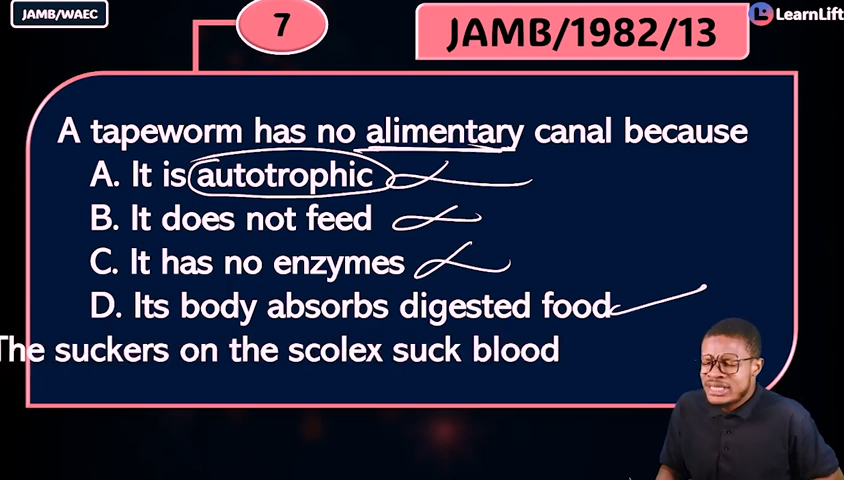 JAMB/WAEC
7
JAMB/1982/13
LearnLift
A tapeworm has no alimentary canal because
A. It is autotrophic
B. It does not feed
C. It has no enzymes
D. Its body absorbs digested food
The suckers on the scolex suck blood